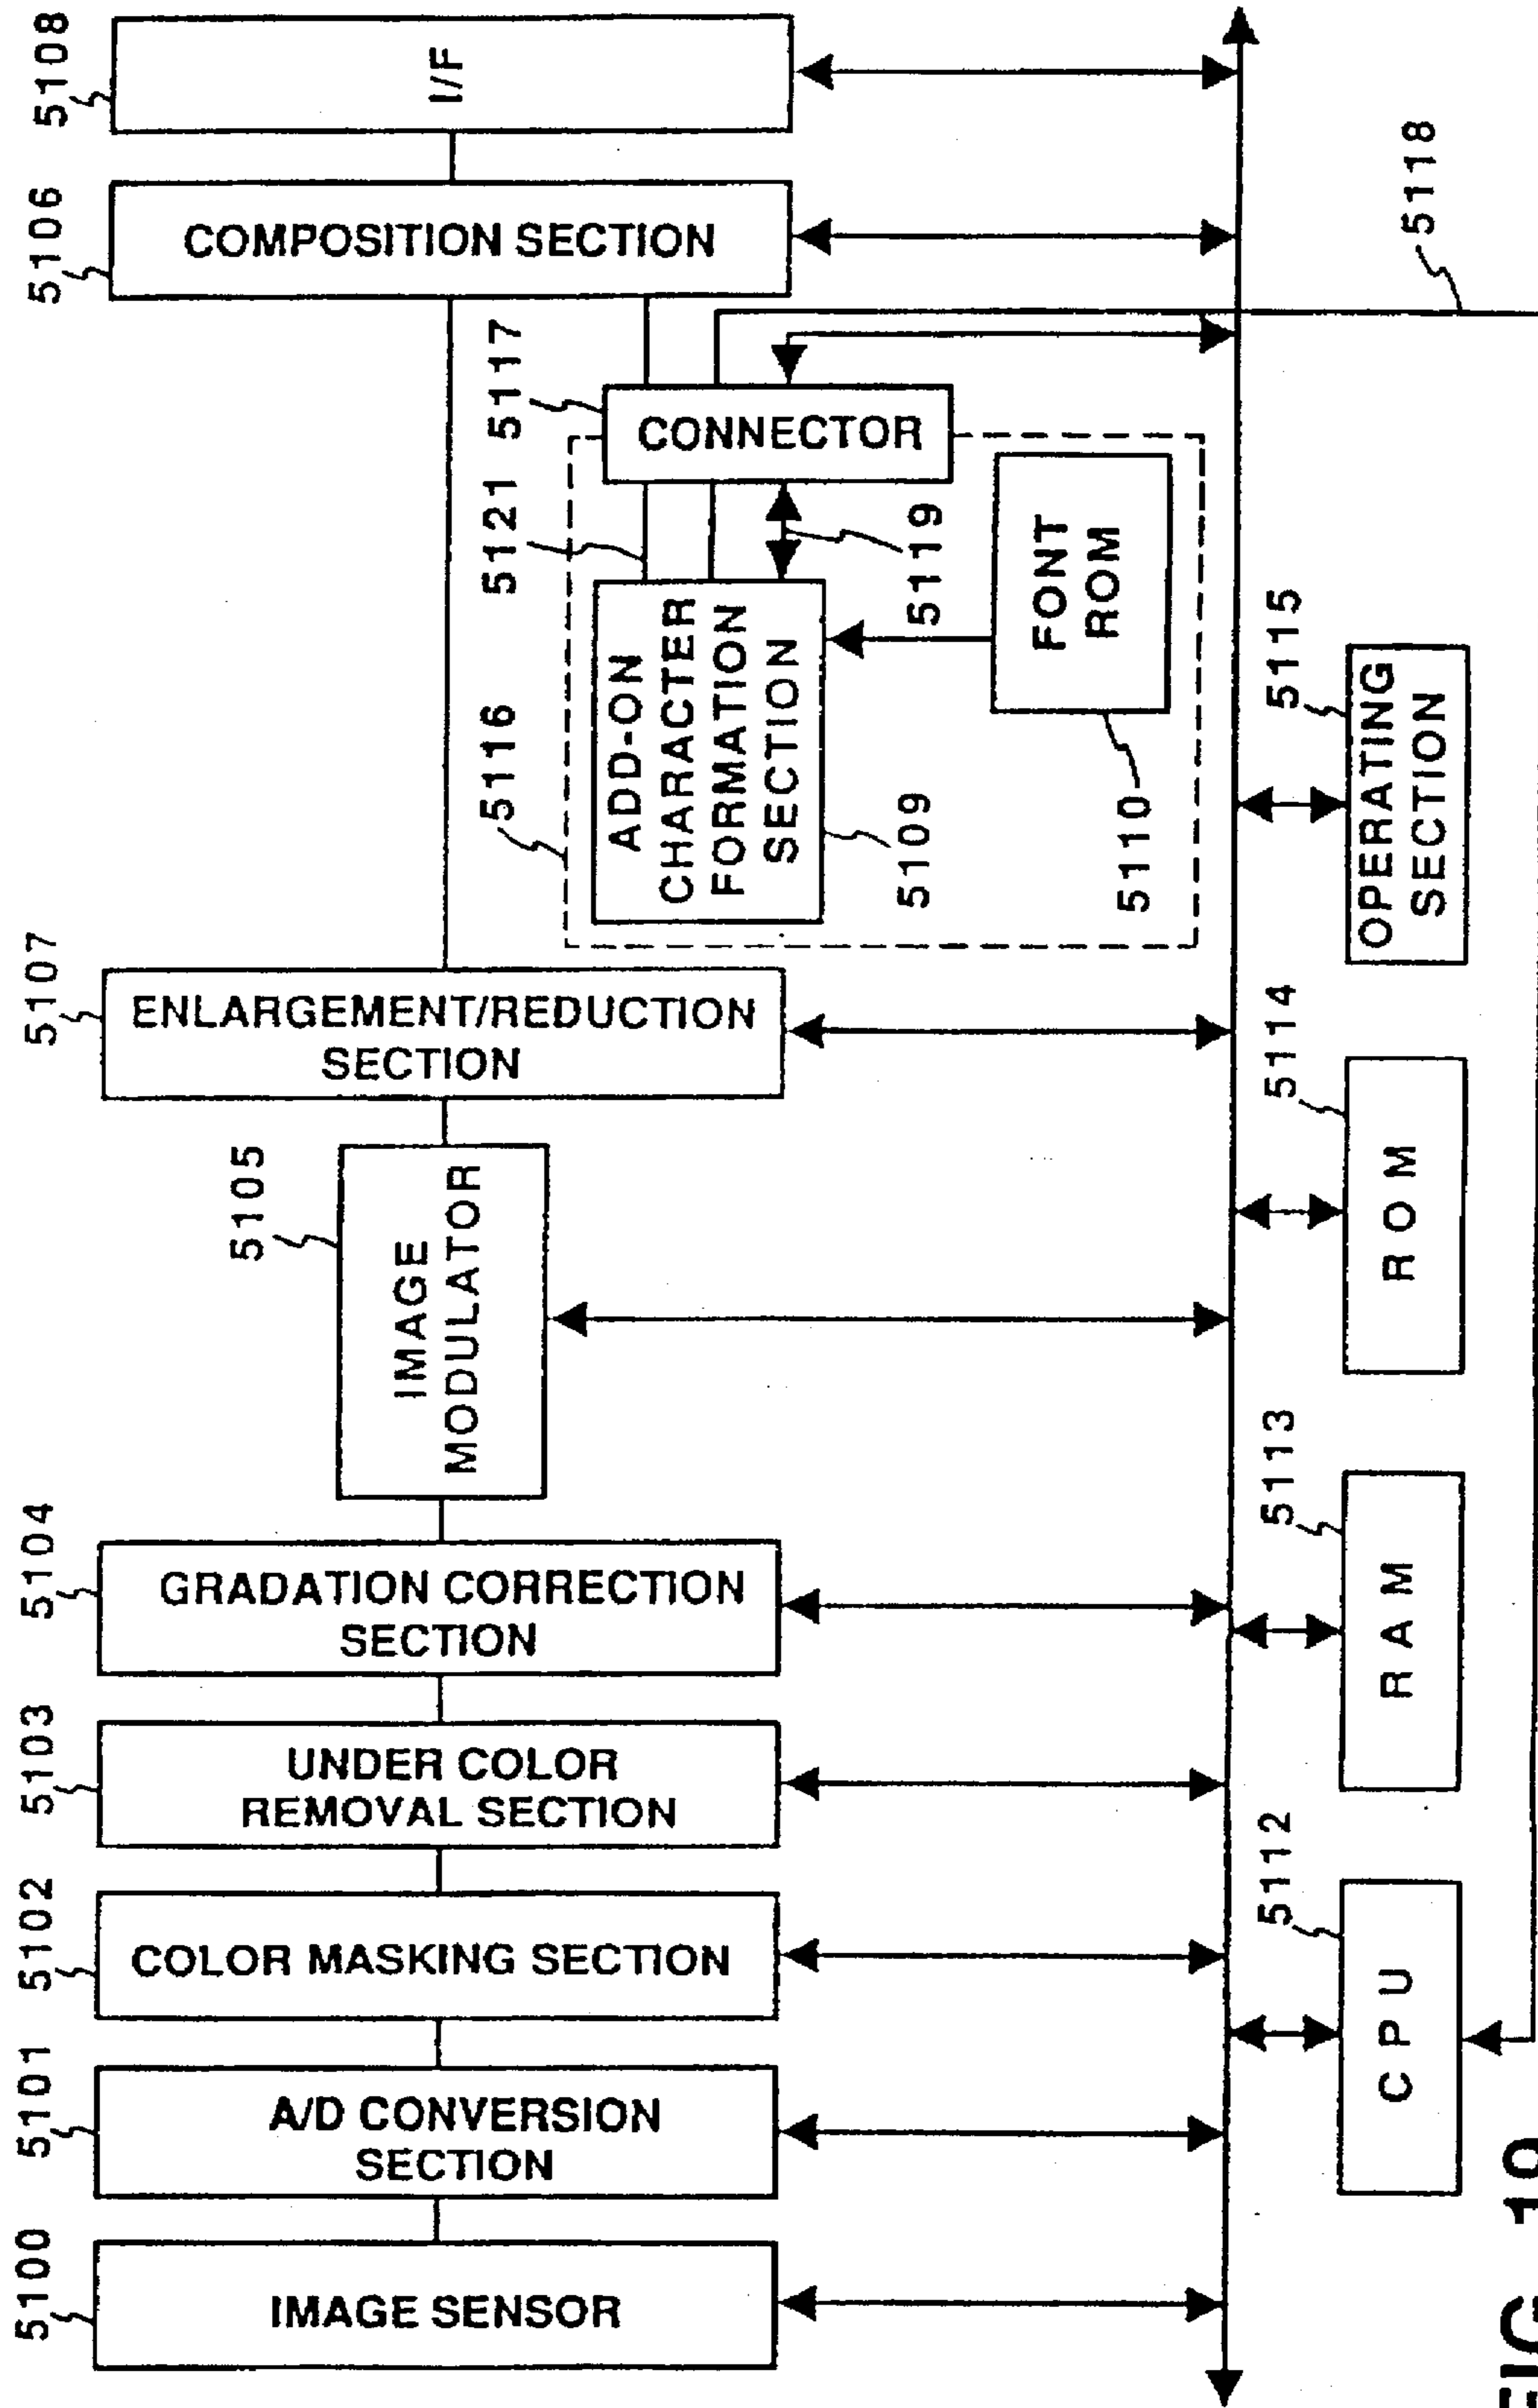 5100
IMAGE SENSOR
5101
A/D CONVERSION
SECTION
5102
COLOR MASKING SECTION
5103
UNDER COLOR
REMOVAL SECTION
5104
GRADATION CORRECTION
SECTION
5105
IMAGE
MODULATOR
5107
ENLARGEMENT/REDUCTION
SECTION
5116
ADD-ON
CHARACTER
FORMATION
SECTION
5109
5121
5119
FONT
ROM
5110
5117
CONNECTOR
5106
COMPOSITION SECTION
5108
I/F
5112
CPU
5113
RAM
5114
ROM
5115
OPERATING
SECTION
5118
FIG. 19